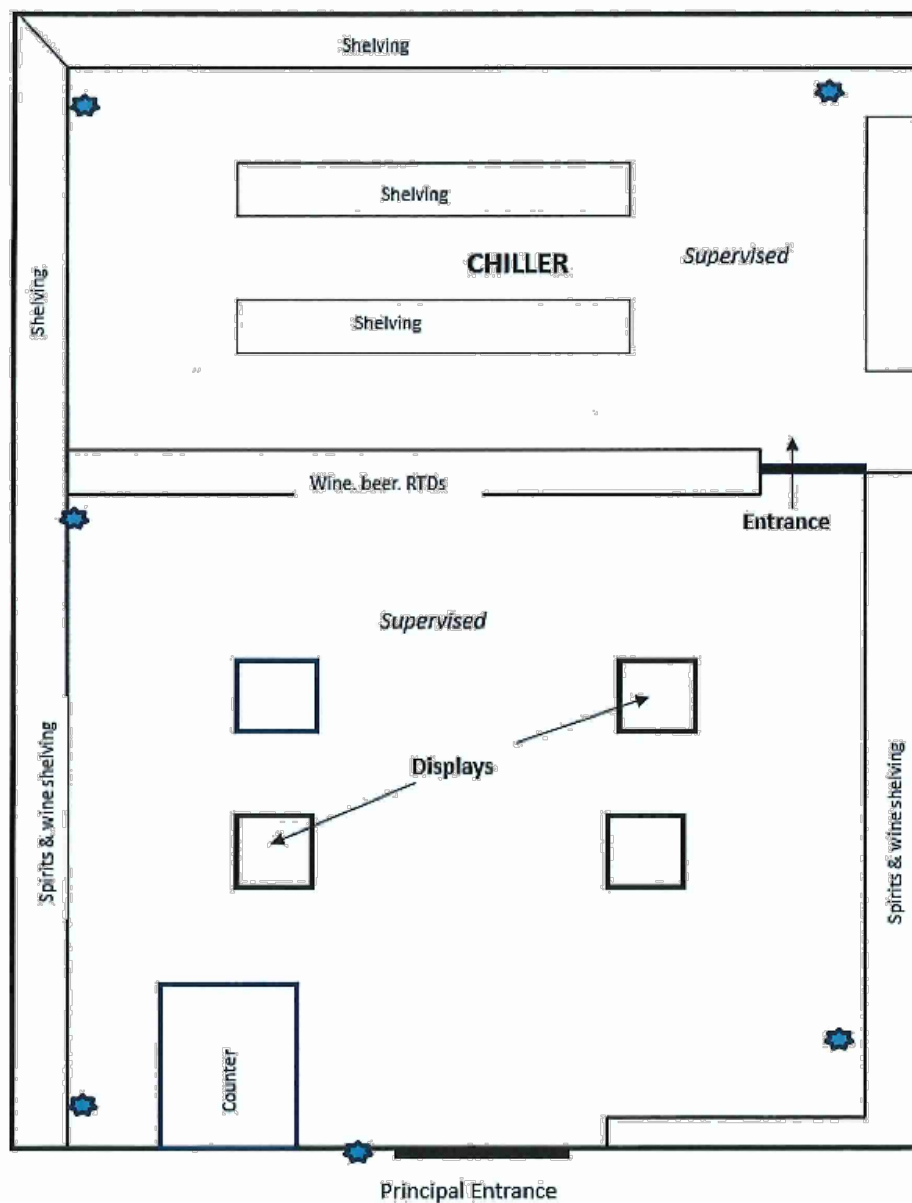 Shelving
Shelving
CHILLER
Supervised
Shelving
Shelving
Wine. beer. RTDs
Entrance
Supervised
Displays
Spirits & wine shelving
Spirits & wine shelving
Counter
Principal Entrance